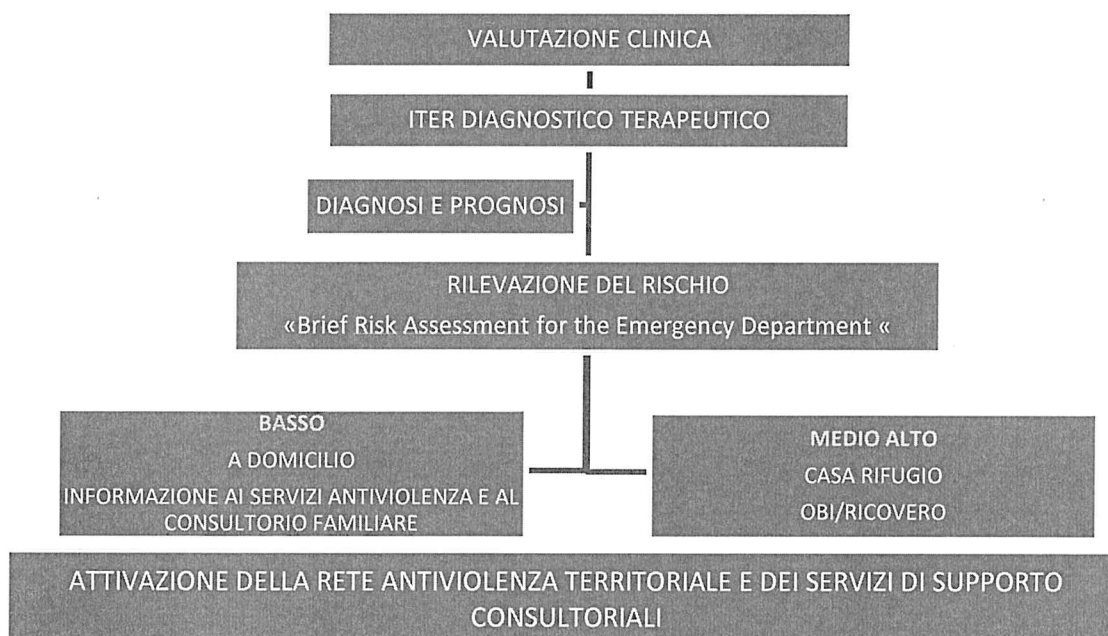 VALUTAZIONE CLINICA
ITER DIAGNOSTICO TERAPEUTICO
DIAGNOSI E PROGNOSI
RILEVAZIONE DEL RISCHIO
«Brief Risk Assessment for the Emergency Department «
BASSO
A DOMICILIO
INFORMAZIONE AI SERVIZI ANTIVIOLENZA E AL
CONSULTORIO FAMILIARE
MEDIO ALTO
CASA RIFUGIO
OBI/RICOVERO
ATTIVAZIONE DELLA RETE ANTIVIOLENZA TERRITORIALE E DEI SERVIZI DI SUPPORTO
CONSULTORIALI